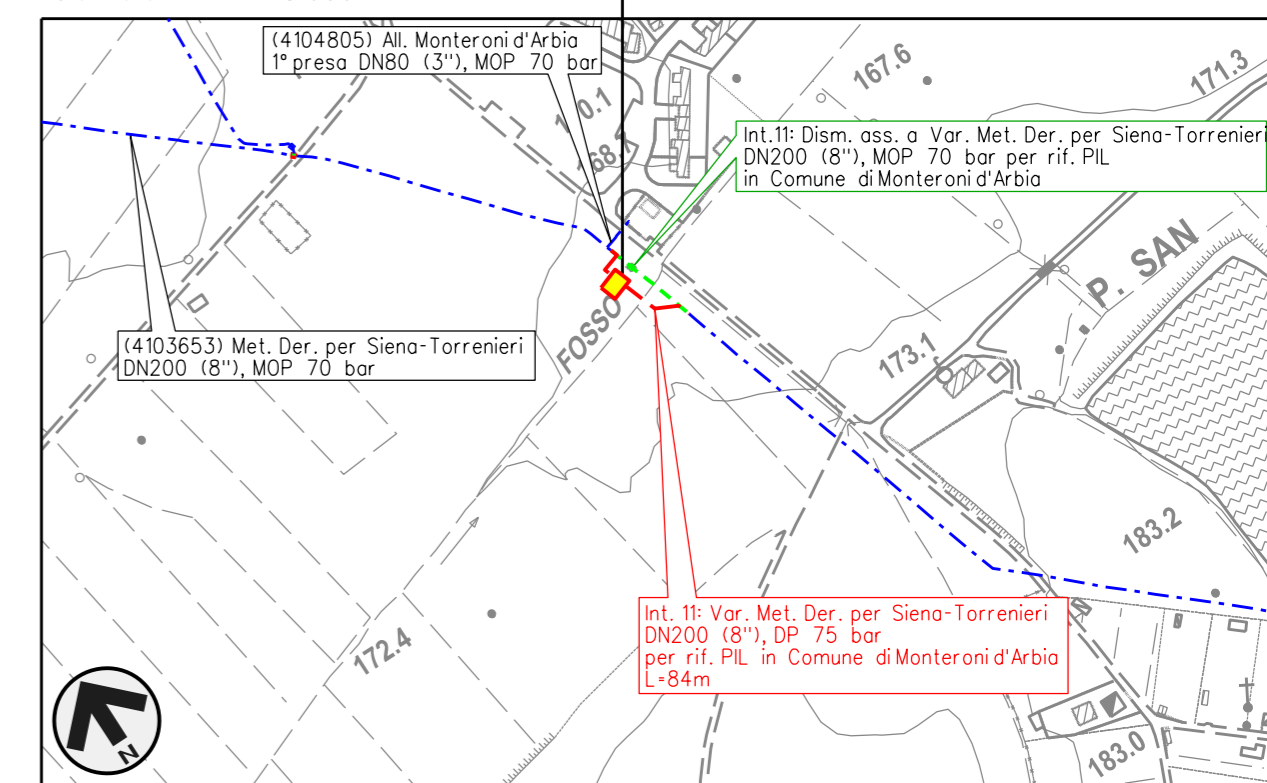 (4104805) All. Monteroni d'Arbia
1° presa DN80 (3"), MOP 70 bar
167.6
171.3
168.7
Int.11: Dism. ass. a Var. Met. Der. per Siena-Torrenieri
DN200 (8"), MOP 70 bar per rif. PIL
in Comune di Monteroni d'Arbia
P. SAN
FOSSO
(4103653) Met. Der. per Siena-Torrenieri
DN200 (8"), MOP 70 bar
173.1
183.2
Int. 11: Var. Met. Der. per Siena-Torrenieri
DN200 (8"), DP 75 bar
per rif. PIL in Comune di Monteroni d'Arbia
L=84m
172.4
N
183.0